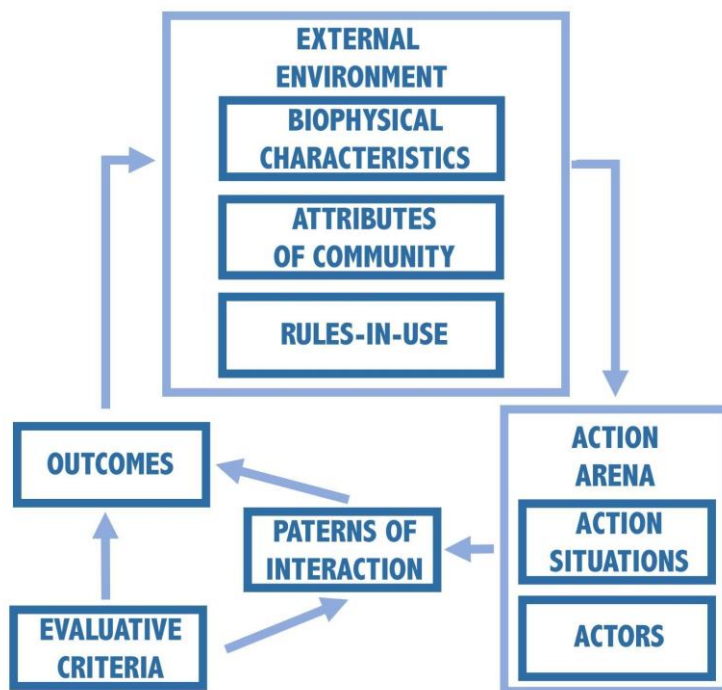 EXTERNAL
ENVIRONMENT
BIOPHYSICAL
CHARACTERISTICS
ATTRIBUTES
OF COMMUNITY
RULES-IN-USE
ACTION
ARENA
ACTION
SITUATIONS
ACTORS
PATERNS OF
INTERACTION
OUTCOMES
EVALUATIVE
CRITERIA